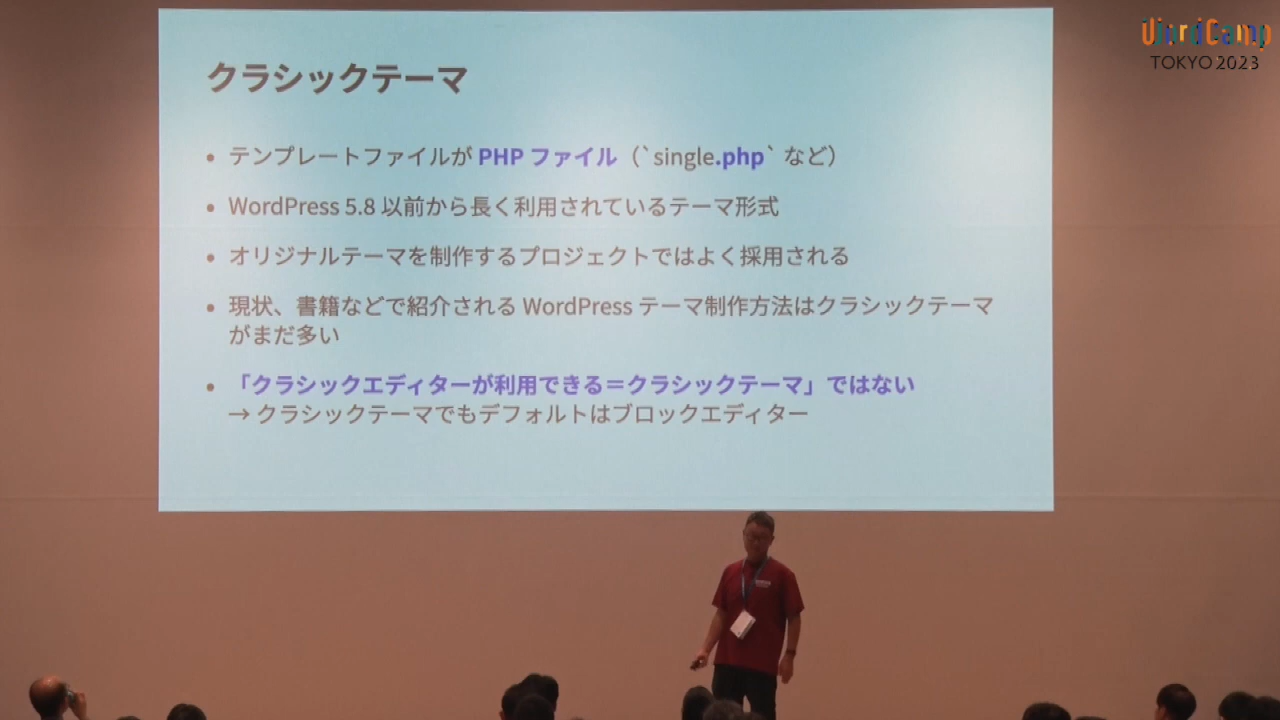 WordCamp
TOKYO 2023
クラシックテーマ
• テンプレートファイルが PHP ファイル（`single.php` など）
• WordPress 5.8 以前から長く利用されているテーマ形式
• オリジナルテーマを制作するプロジェクトではよく採用される
• 現状、書籍などで紹介される WordPress テーマ制作方法はクラシックテーマ
がまだ多い
• 「クラシックエディターが利用できる＝クラシックテーマ」ではない
→ クラシックテーマでもデフォルトはブロックエディター